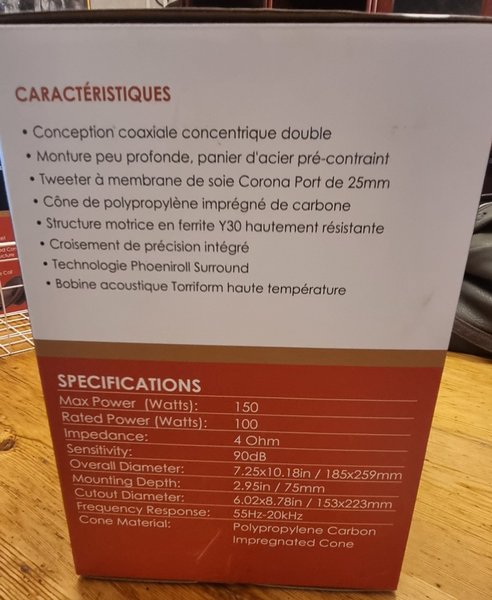 CARACTÉRISTIQUES
• Conception coaxiale concentrique double
• Monture peu profonde, panier d'acier pré-contraint
• Tweeter à membrane de soie Corona Port de 25mm
• Cône de polypropylène imprégné de carbone
• Structure motrice en ferrite Y30 hautement résistante
• Croisement de précision intégré
• Technologie Phoeniroll Surround
• Bobine acoustique Torriform haute température
SPECIFICATIONS
Max Power (Watts): 150
Rated Power (Watts): 100
Impedance: 4 Ohm
Sensitivity: 90dB
Overall Diameter: 7.25x10.18in / 185x259mm
Mounting Depth: 2.95in / 75mm
Cutout Diameter: 6.02x8.78in / 153x223mm
Frequency Response: 55Hz-20kHz
Cone Material: Polypropylene Carbon
Impregnated Cone